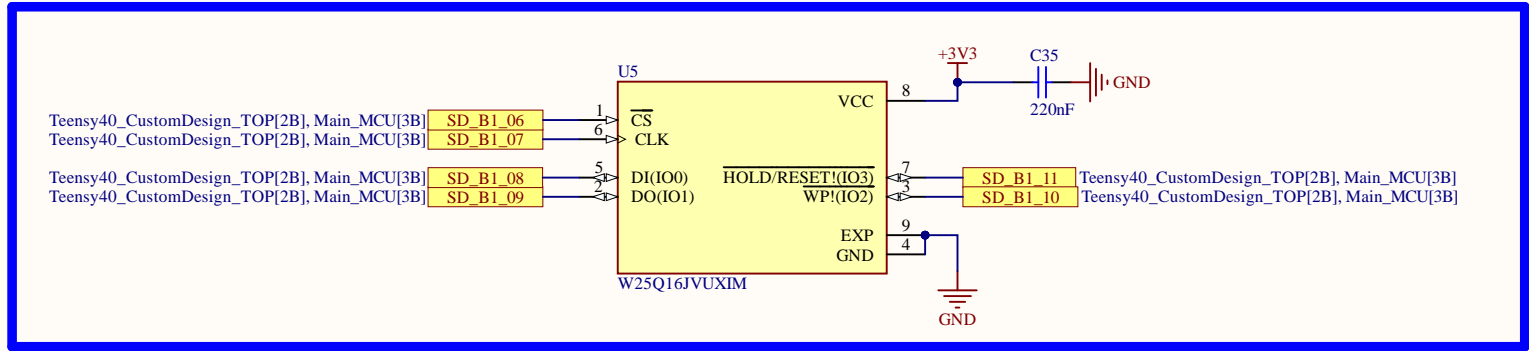 +3V3
C35
GND
220nF
U5
VCC 8
Teensy40_CustomDesign_TOP[2B], Main_MCU[3B] SD_B1_06 1 CS
Teensy40_CustomDesign_TOP[2B], Main_MCU[3B] SD_B1_07 6 CLK
Teensy40_CustomDesign_TOP[2B], Main_MCU[3B] SD_B1_08 5 DI(IO0) HOLD/RESET!(IO3) 7 SD_B1_11 Teensy40_CustomDesign_TOP[2B], Main_MCU[3B]
Teensy40_CustomDesign_TOP[2B], Main_MCU[3B] SD_B1_09 2 DO(IO1) WP!(IO2) 3 SD_B1_10 Teensy40_CustomDesign_TOP[2B], Main_MCU[3B]
EXP 9
GND 4
W25Q16JVUXIM
GND